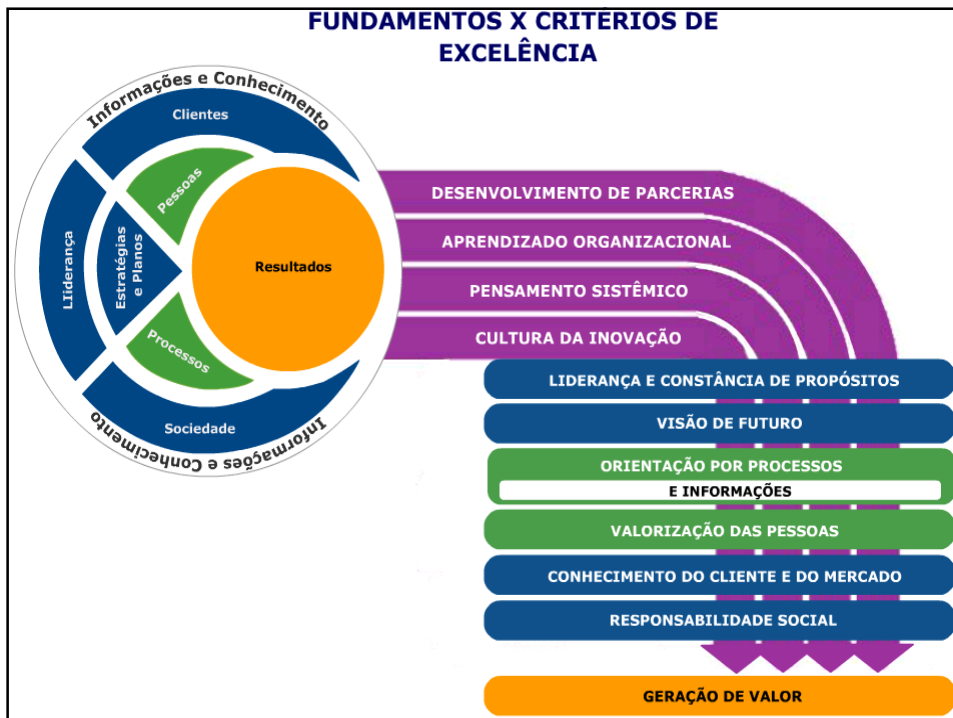 FUNDAMENTOS X CRITÉRIOS DE
EXCELÊNCIA
Informações e Conhecimento
Clientes
Pessoas
LIiderança
Estratégias
e Planos
Resultados
Processos
Sociedade
Informações e Conhecimento
DESENVOLVIMENTO DE PARCERIAS
APRENDIZADO ORGANIZACIONAL
PENSAMENTO SISTÊMICO
CULTURA DA INOVAÇÃO
LIDERANÇA E CONSTÂNCIA DE PROPÓSITOS
VISÃO DE FUTURO
ORIENTAÇÃO POR PROCESSOS
E INFORMAÇÕES
VALORIZAÇÃO DAS PESSOAS
CONHECIMENTO DO CLIENTE E DO MERCADO
RESPONSABILIDADE SOCIAL
GERAÇÃO DE VALOR